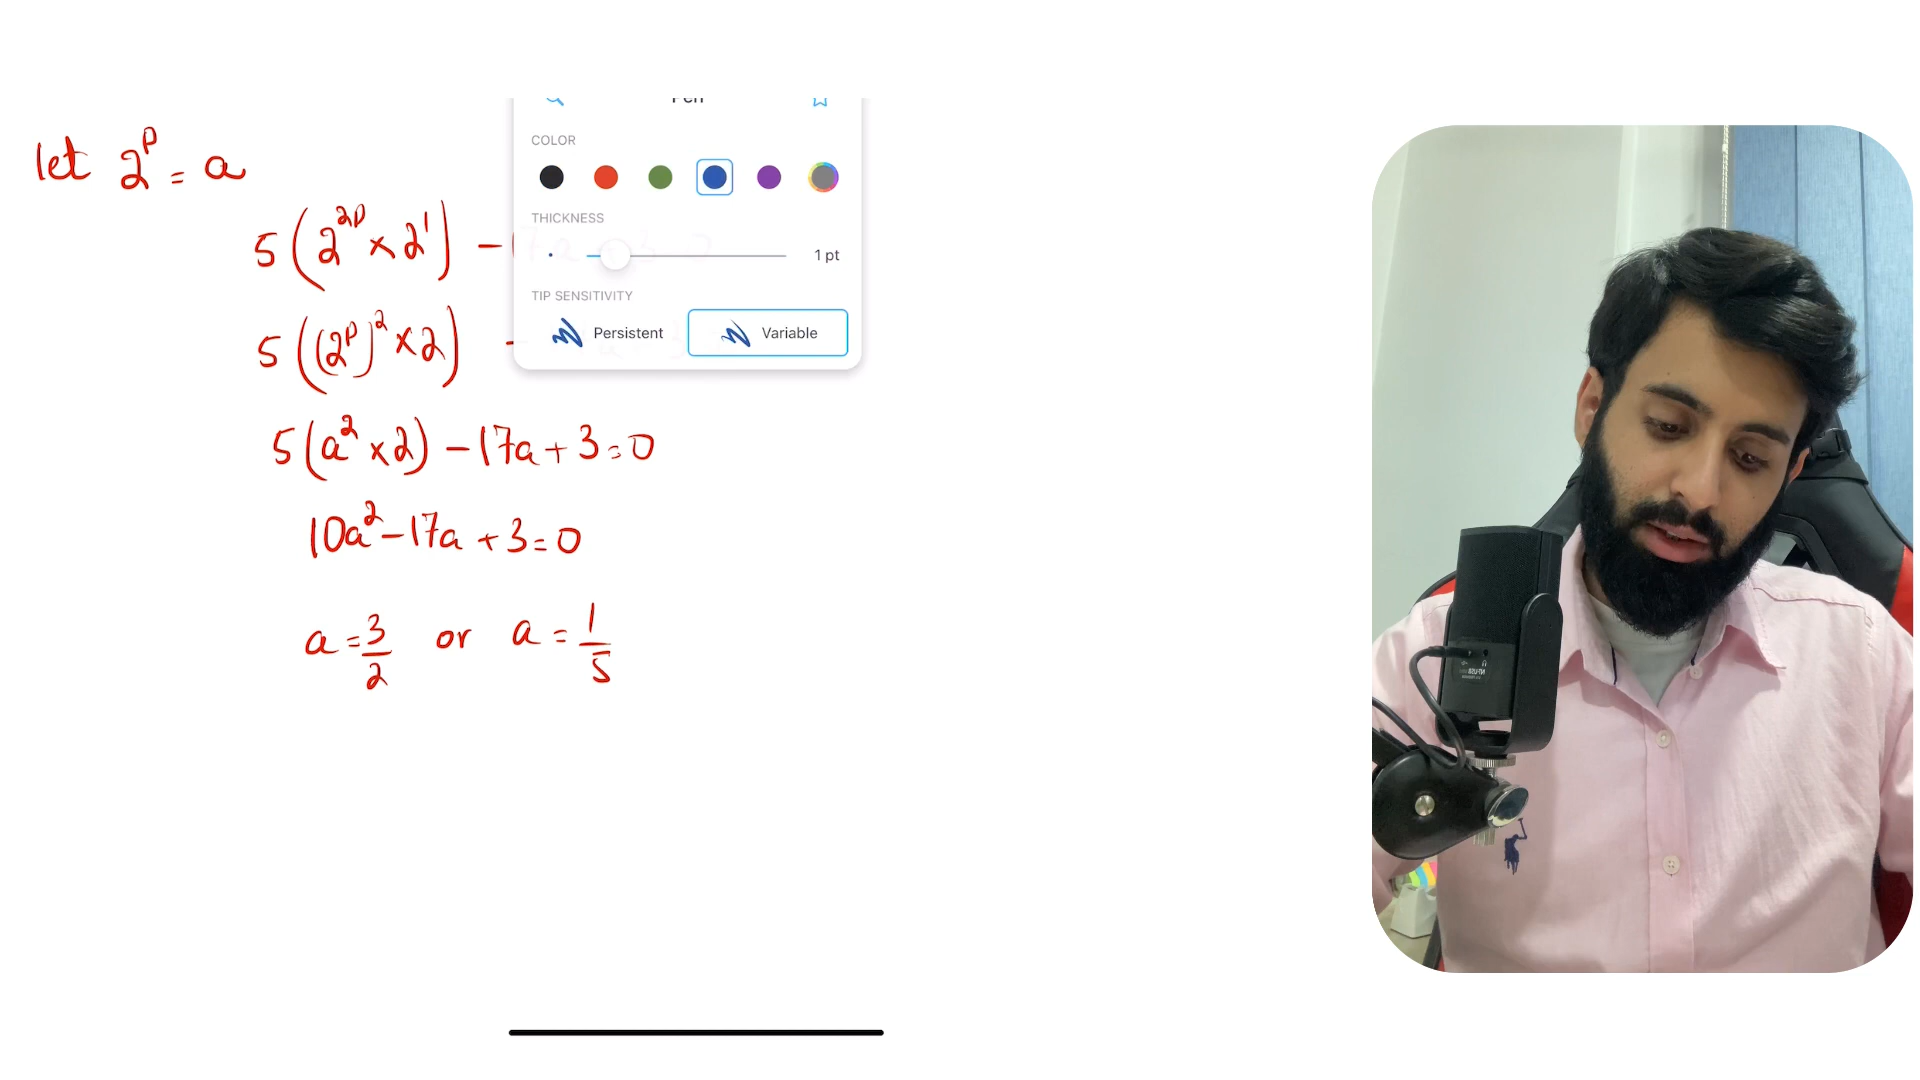 let 2^p = a
5(2^2p × 2^1) −
5((2^p)^2 × 2) -
5(a^2 × 2) − 17a + 3 = 0
10a^2 − 17a + 3 = 0
a = 3/2 or a = 1/5
Pen
COLOR
THICKNESS
1 pt
TIP SENSITIVITY
Persistent
Variable